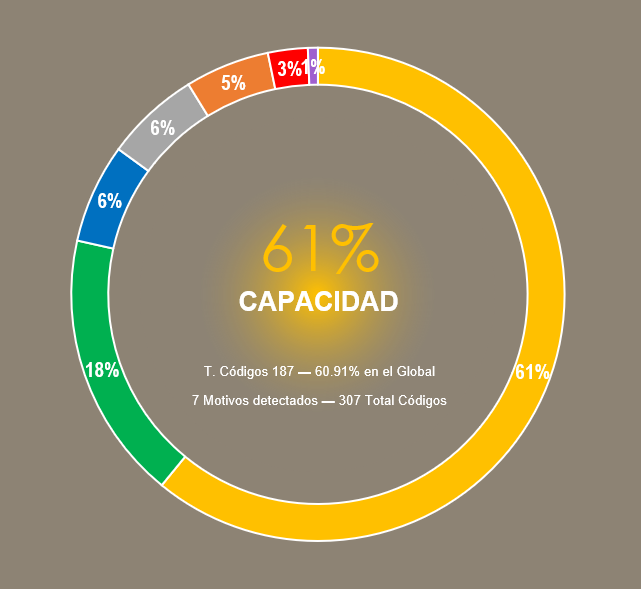 3%
1%
5%
6%
6%
18%
61%
61%
CAPACIDAD
T. Códigos 187 — 60.91% en el Global
7 Motivos detectados — 307 Total Códigos